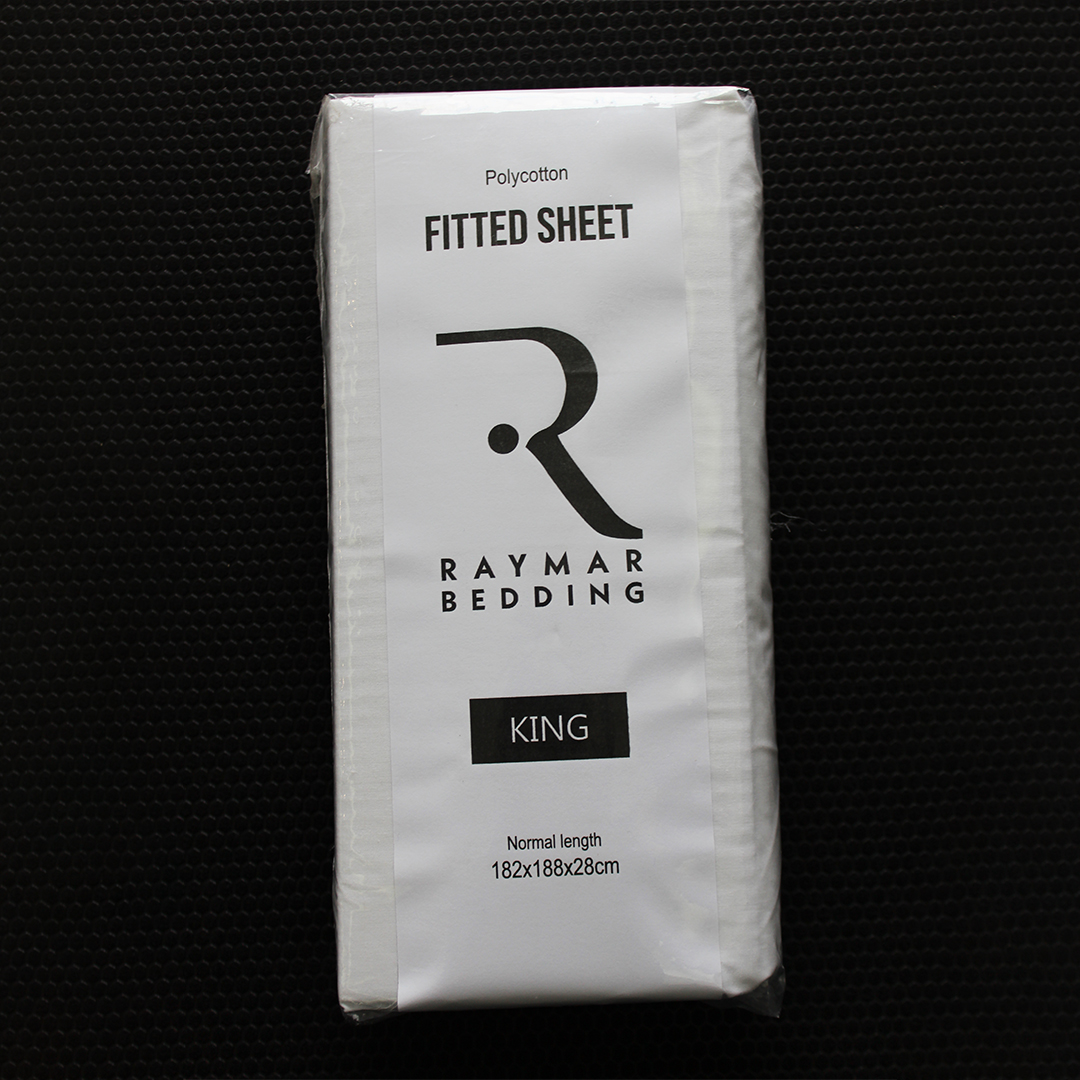 Polycotton
FITTED SHEET
R
RAYMAR
BEDDING
KING
Normal length
182x188x28cm